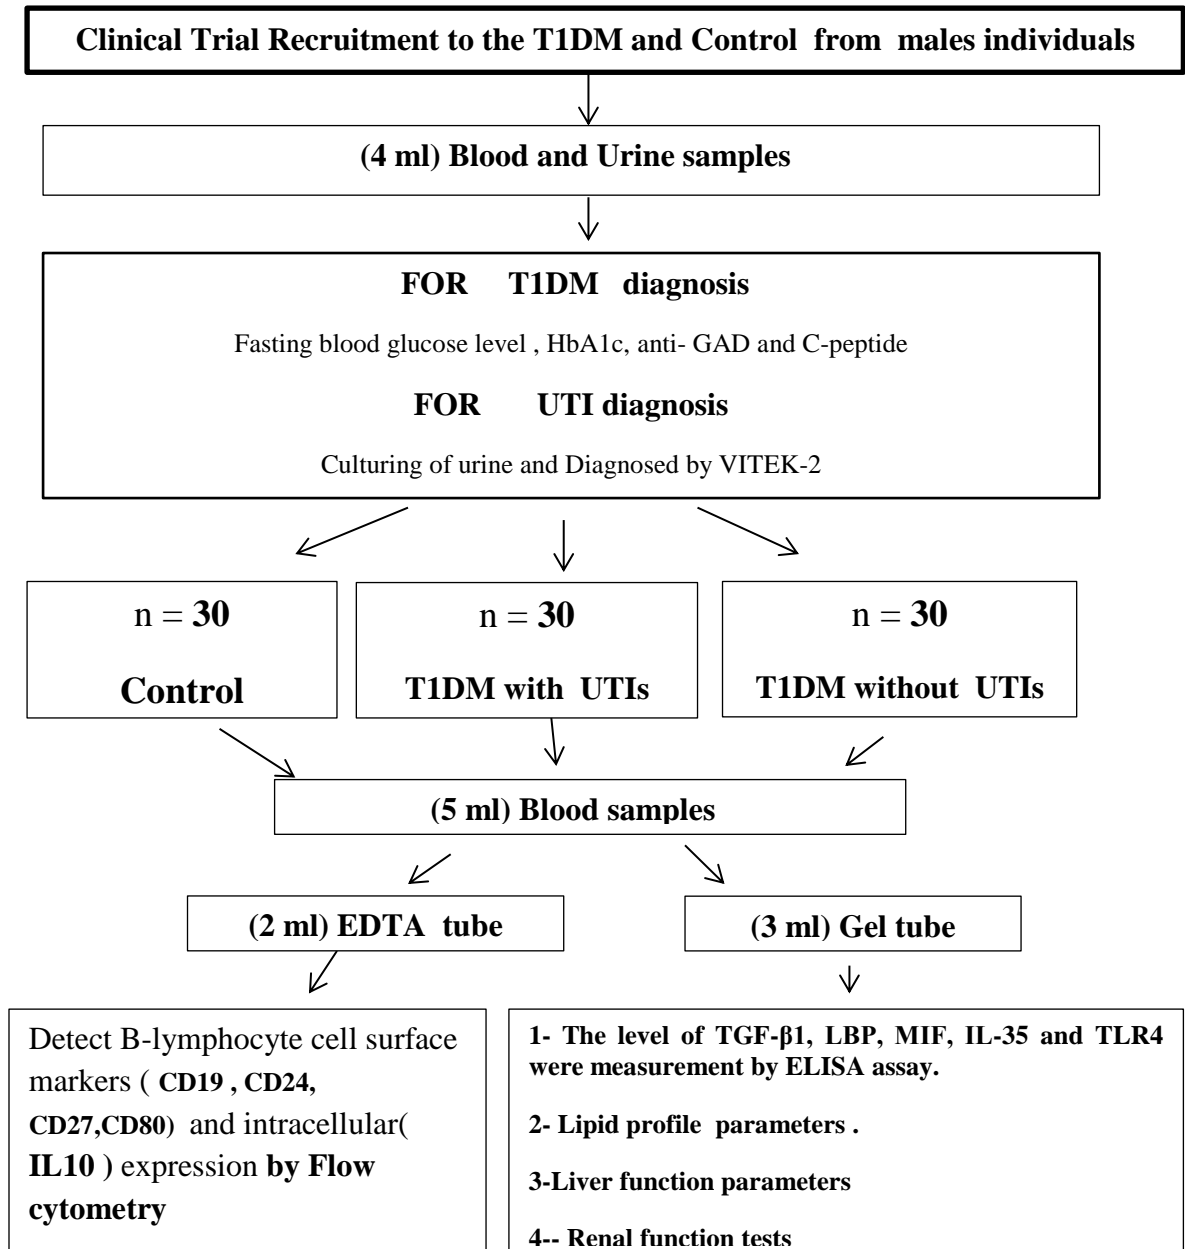 Clinical Trial Recruitment to the T1DM and Control from males individuals
(4 ml) Blood and Urine samples
FOR T1DM diagnosis
Fasting blood glucose level , HbA1c, anti- GAD and C-peptide
FOR UTI diagnosis
Culturing of urine and Diagnosed by VITEK-2
n = 30
Control
n = 30
T1DM with UTIs
n = 30
T1DM without UTIs
(5 ml) Blood samples
(2 ml) EDTA tube
(3 ml) Gel tube
Detect B-lymphocyte cell surface
markers ( CD19 , CD24,
CD27,CD80) and intracellular(
IL10 ) expression by Flow
cytometry
1- The level of TGF-β1, LBP, MIF, IL-35 and TLR4
were measurement by ELISA assay.
2- Lipid profile parameters .
3-Liver function parameters
4-- Renal function tests